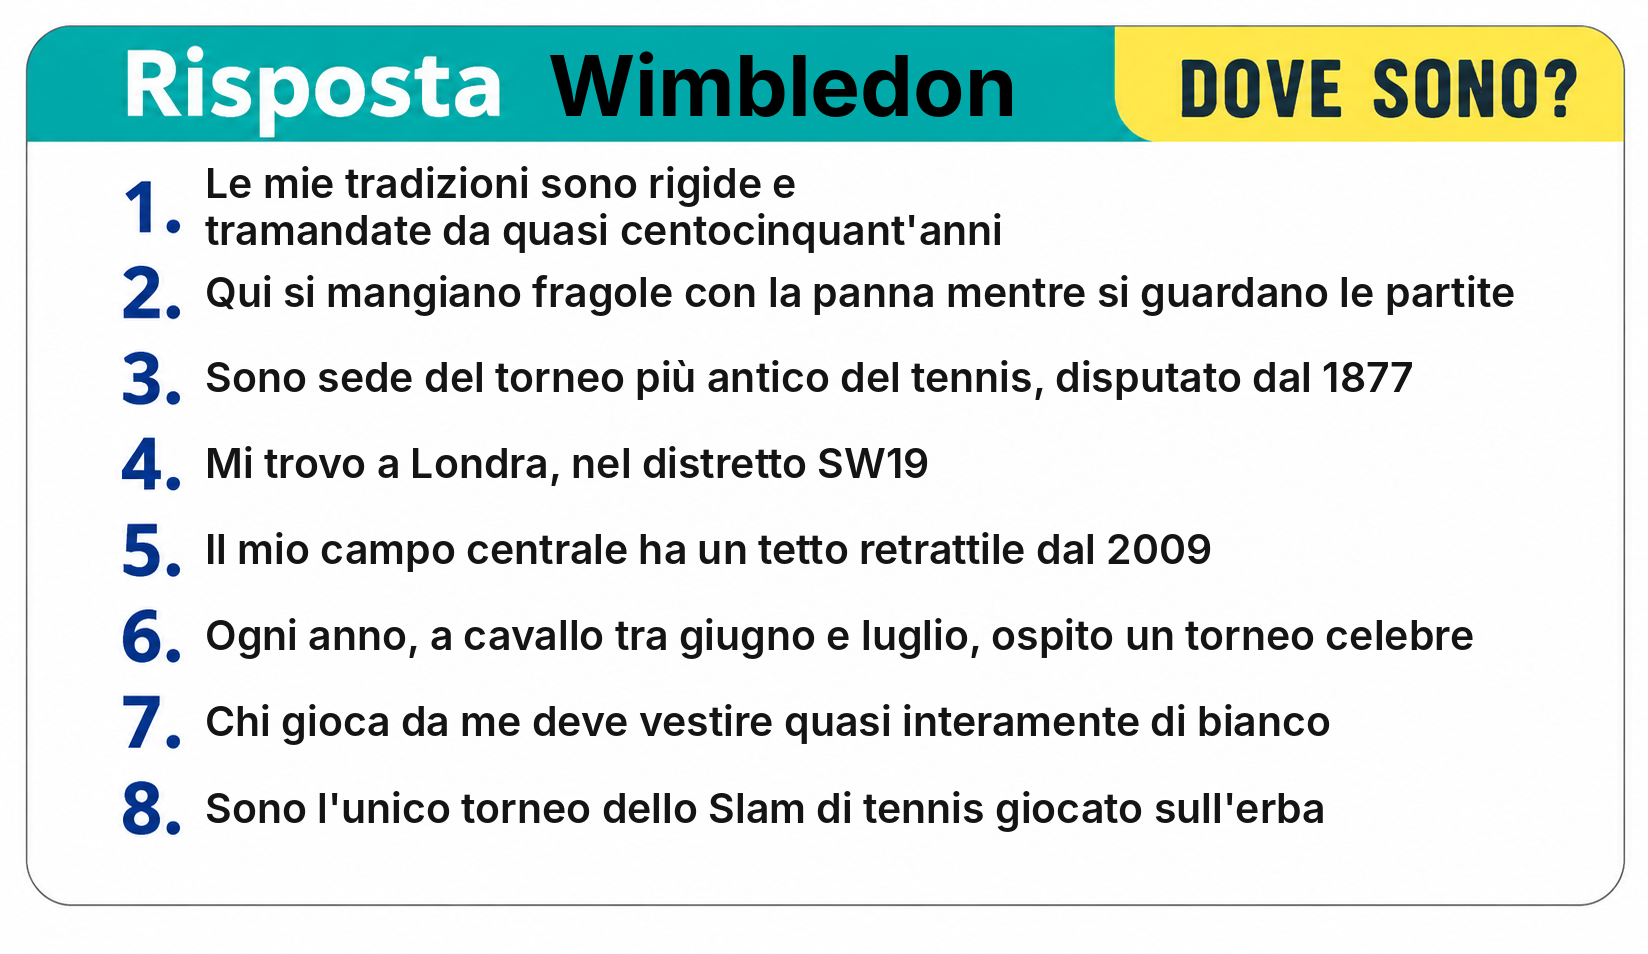 Risposta Wimbledon
DOVE SONO?
1. Le mie tradizioni sono rigide e
tramandate da quasi centocinquant'anni
2. Qui si mangiano fragole con la panna mentre si guardano le partite
3. Sono sede del torneo più antico del tennis, disputato dal 1877
4. Mi trovo a Londra, nel distretto SW19
5. Il mio campo centrale ha un tetto retrattile dal 2009
6. Ogni anno, a cavallo tra giugno e luglio, ospito un torneo celebre
7. Chi gioca da me deve vestire quasi interamente di bianco
8. Sono l'unico torneo dello Slam di tennis giocato sull'erba